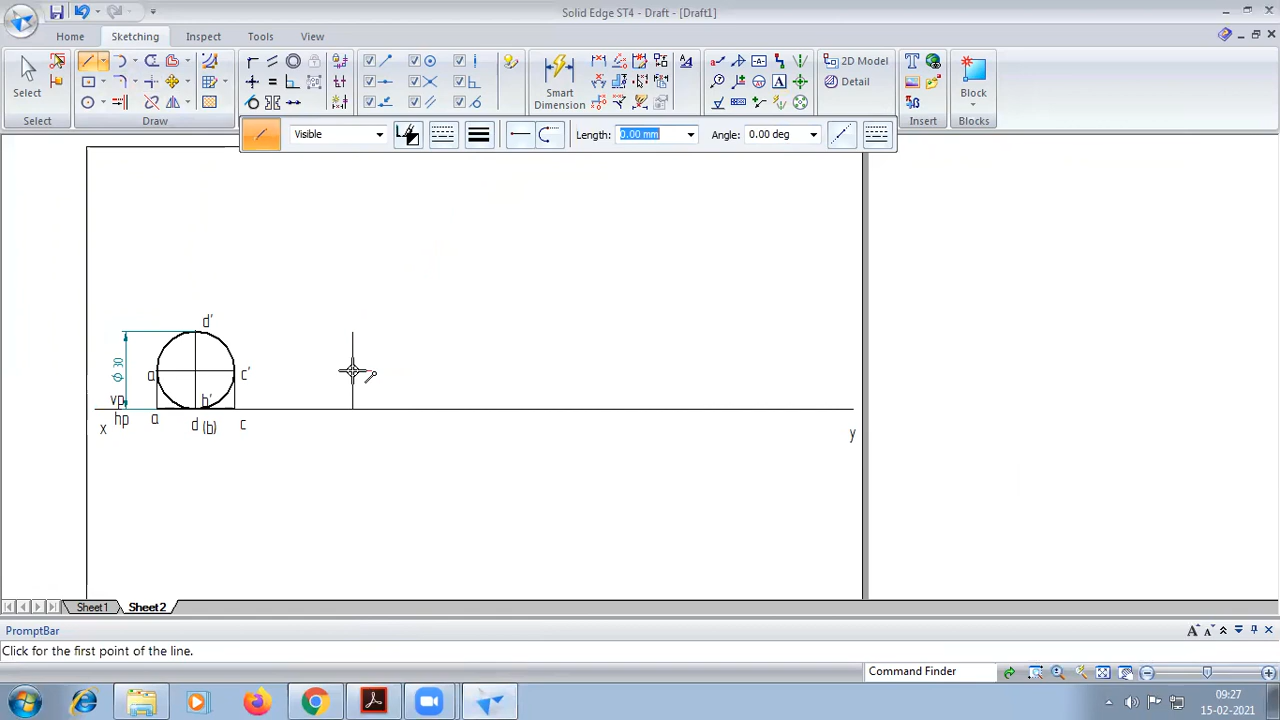 Solid Edge ST4 - Draft - [Draft1]
Home Sketching Inspect Tools View
Select
Smart Dimension
2D Model
Detail
Block
Select Draw Insert Blocks
Visible Length: 0.00 mm Angle: 0.00 deg
d'
ϕ 30
a c'
vp b'
hp a d (b) c
x y
Sheet1 Sheet2
PromptBar
Click for the first point of the line.
Command Finder
09:27
15-02-2021